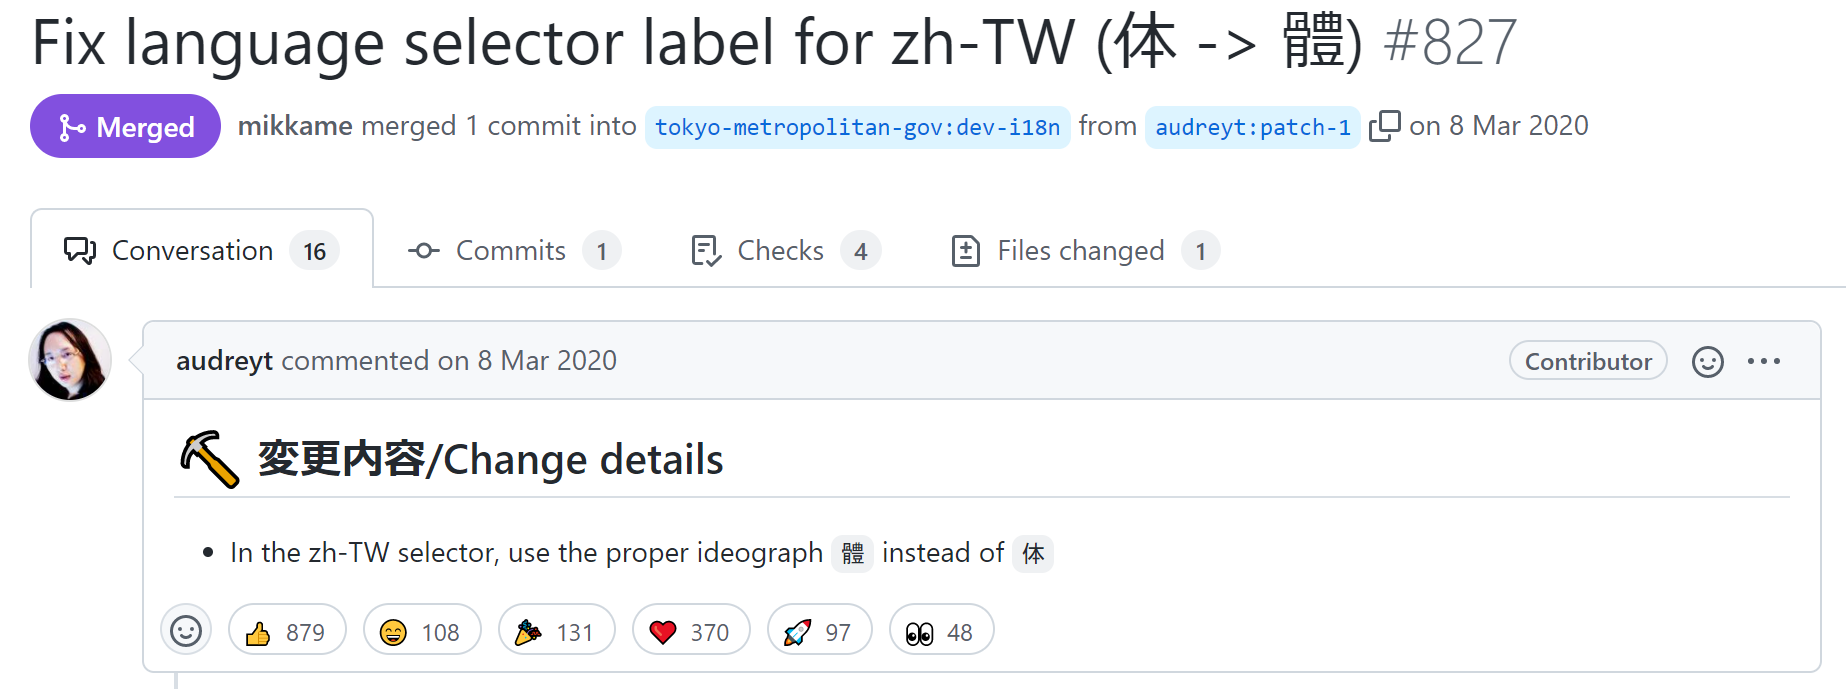 Fix language selector label for zh-TW (体 -> 體) #827
Merged mikkame merged 1 commit into tokyo-metropolitan-gov:dev-i18n from audreyt:patch-1 on 8 Mar 2020
Conversation 16 Commits 1 Checks 4 Files changed 1
audreyt commented on 8 Mar 2020 Contributor
変更内容/Change details
In the zh-TW selector, use the proper ideograph 體 instead of 体
879 108 131 370 97 48